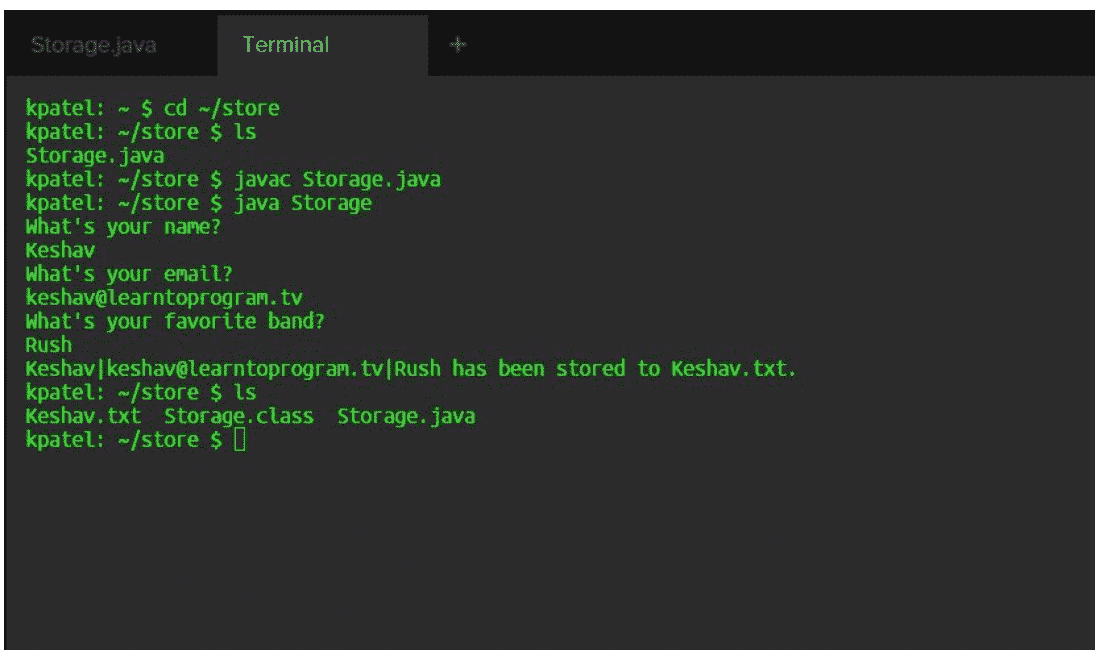 Storage.java Terminal +
kpatel: ~ $ cd ~/store
kpatel: ~/store $ ls
Storage.java
kpatel: ~/store $ javac Storage.java
kpatel: ~/store $ java Storage
What's your name?
Keshav
What's your email?
keshav@learntoprogram.tv
What's your favorite band?
Rush
Keshav|keshav@learntoprogram.tv|Rush has been stored to Keshav.txt.
kpatel: ~/store $ ls
Keshav.txt  Storage.class  Storage.java
kpatel: ~/store $